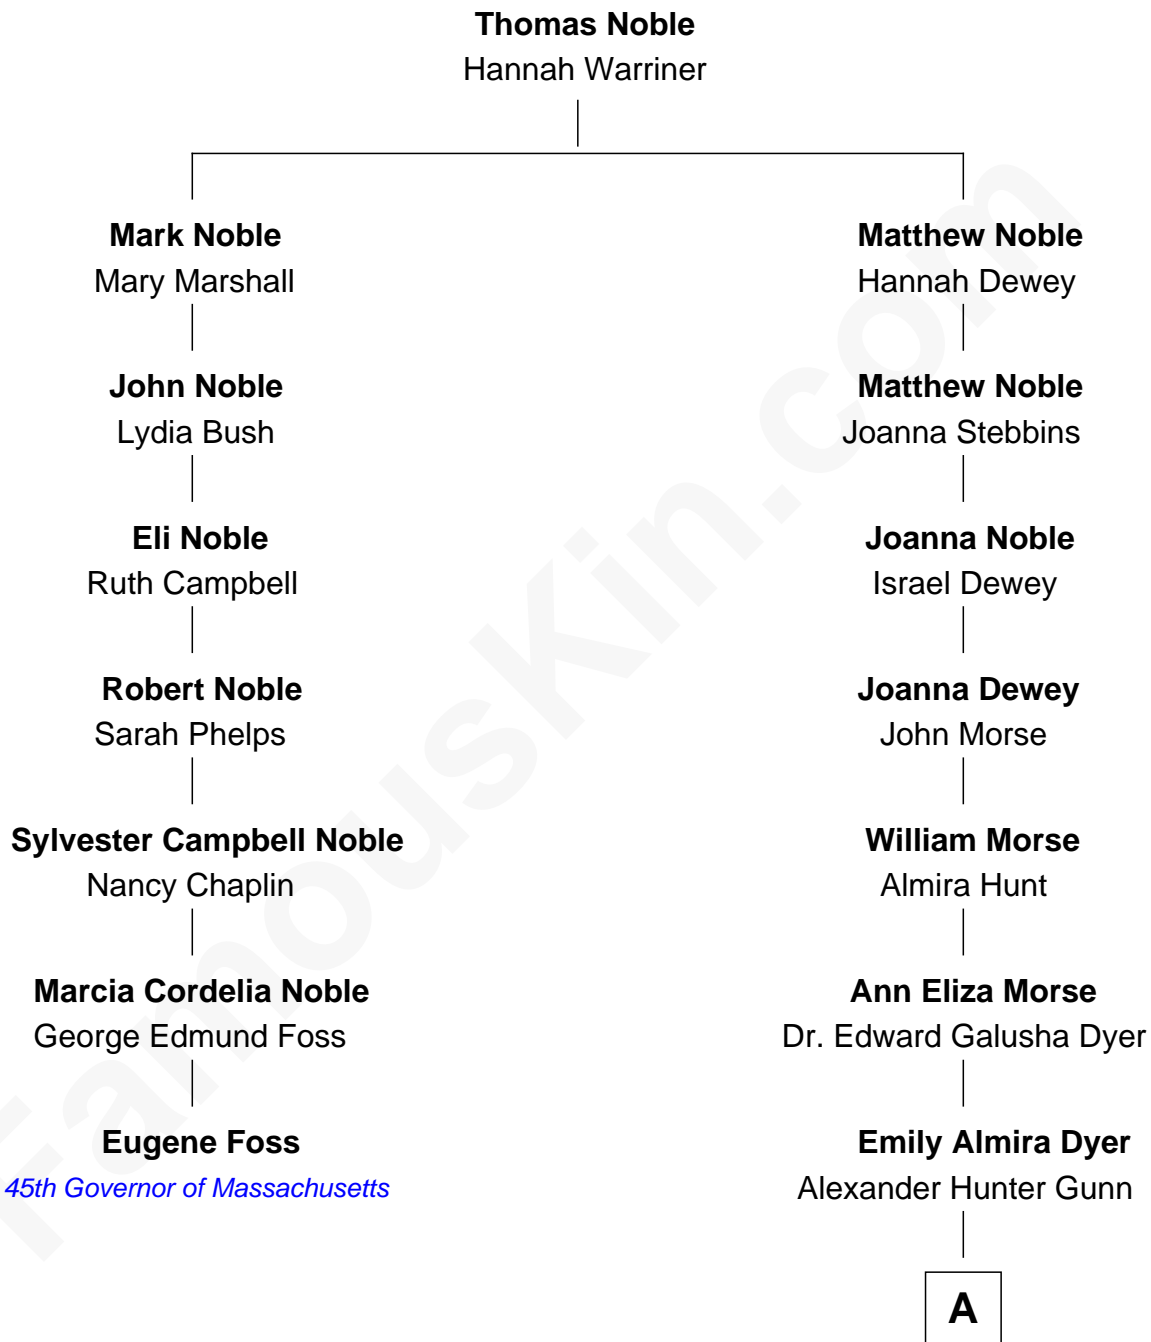 Thomas Noble
Hannah Warriner
Mark Noble
Mary Marshall
Matthew Noble
Hannah Dewey
John Noble
Lydia Bush
Matthew Noble
Joanna Stebbins
Eli Noble
Ruth Campbell
Joanna Noble
Israel Dewey
Robert Noble
Sarah Phelps
Joanna Dewey
John Morse
Sylvester Campbell Noble
Nancy Chaplin
William Morse
Almira Hunt
Marcia Cordelia Noble
George Edmund Foss
Ann Eliza Morse
Dr. Edward Galusha Dyer
Eugene Foss
45th Governor of Massachusetts
Emily Almira Dyer
Alexander Hunter Gunn
A
FamousKin.com